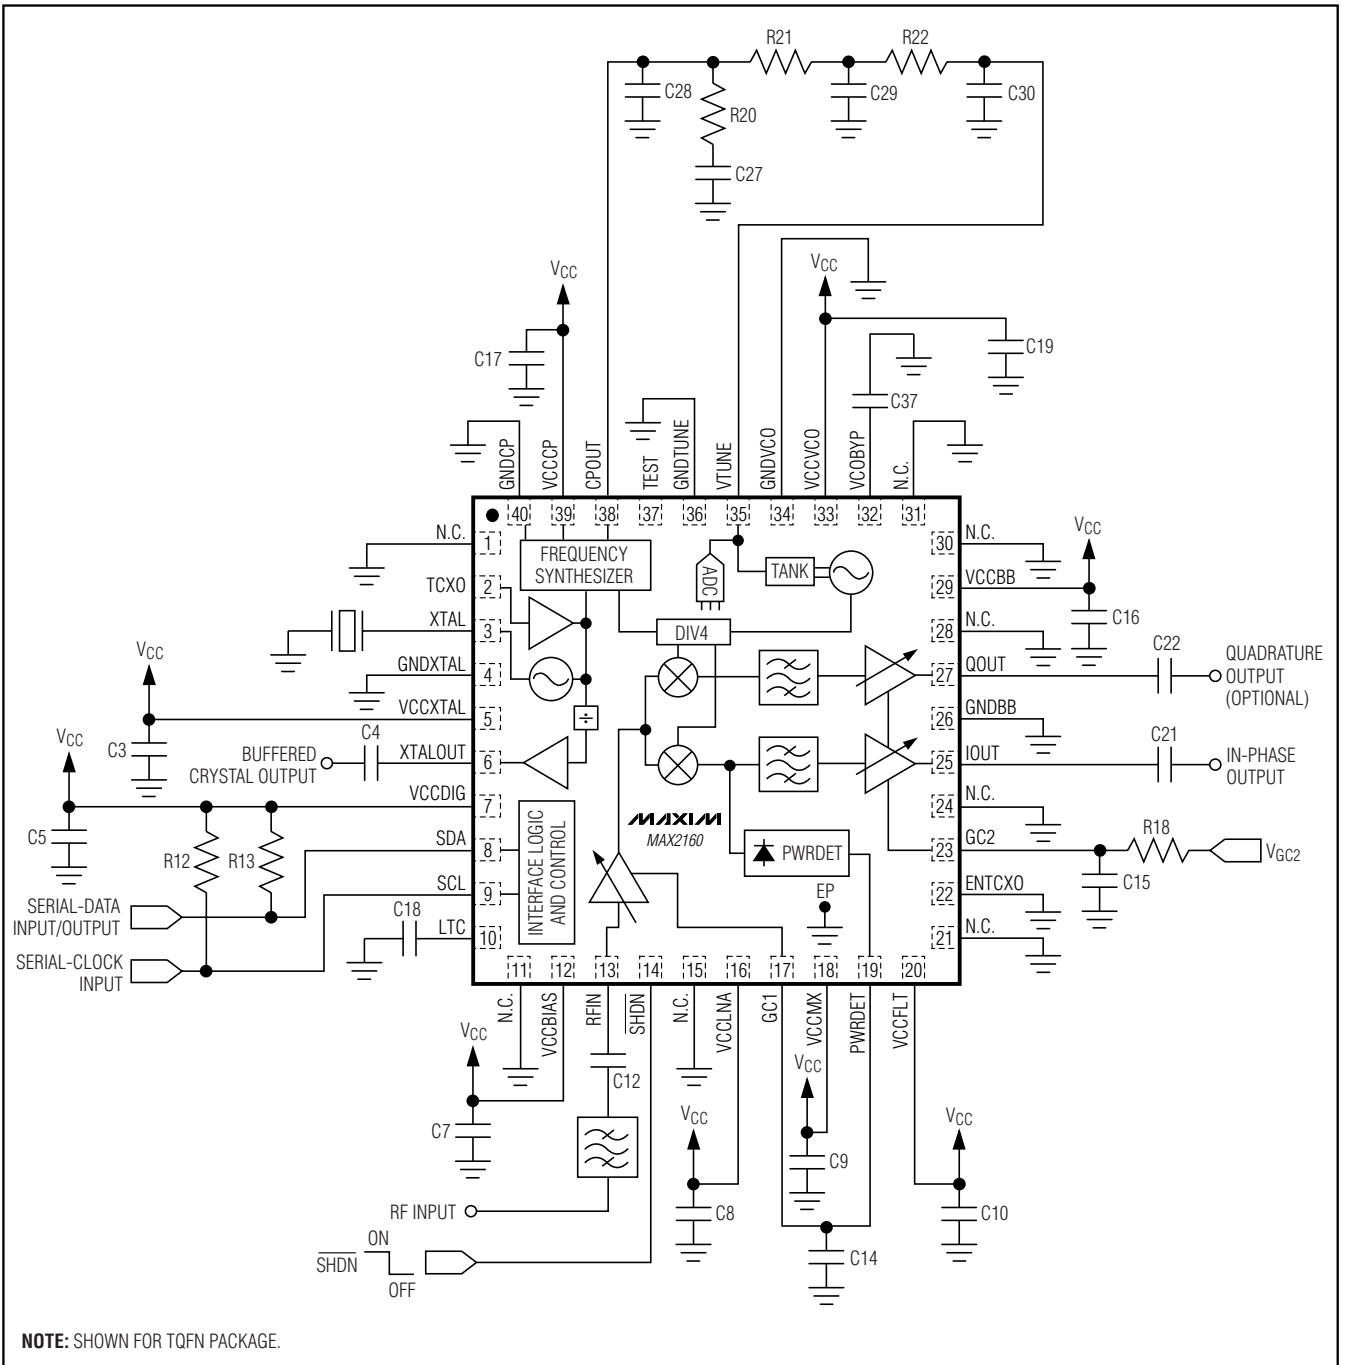 R21
R22
C28
C29
C30
R20
C27
VCC
VCC
C17
C19
C37
GNDCP
VCCCP
CPOUT
TEST
GNDTUNE
VTUNE
GNDVCO
VCCVCO
VCOBYP
N.C.
40 39 38 37 36 35 34 33 32 31
N.C. 1
TCXO 2
XTAL 3
GNDXTAL 4
VCC
VCCXTAL 5
C3
VCC
BUFFERED
CRYSTAL OUTPUT
C4
XTALOUT 6
VCCDIG 7
C5
R12
R13
SDA 8
SCL 9
SERIAL-DATA
INPUT/OUTPUT
C18
LTC 10
SERIAL-CLOCK
INPUT
FREQUENCY
SYNTHESIZER
ADC
TANK
DIV4
÷
INTERFACE LOGIC
AND CONTROL
MAXIM
MAX2160
PWRDET
EP
30 N.C.
VCC
29 VCCBB
C16
28 N.C.
C22
27 QOUT
QUADRATURE
OUTPUT
(OPTIONAL)
26 GNDBB
C21
25 IOUT
IN-PHASE
OUTPUT
24 N.C.
R18
23 GC2
VGC2
C15
22 ENTCXO
21 N.C.
11 12 13 14 15 16 17 18 19 20
N.C.
VCCBIAS
RFIN
SHDN
N.C.
VCCLNA
GC1
VCCMX
PWRDET
VCCFLT
VCC
C7
C12
VCC
C8
VCC
C9
VCC
C10
RF INPUT
C14
ON
SHDN
OFF
NOTE: SHOWN FOR TQFN PACKAGE.